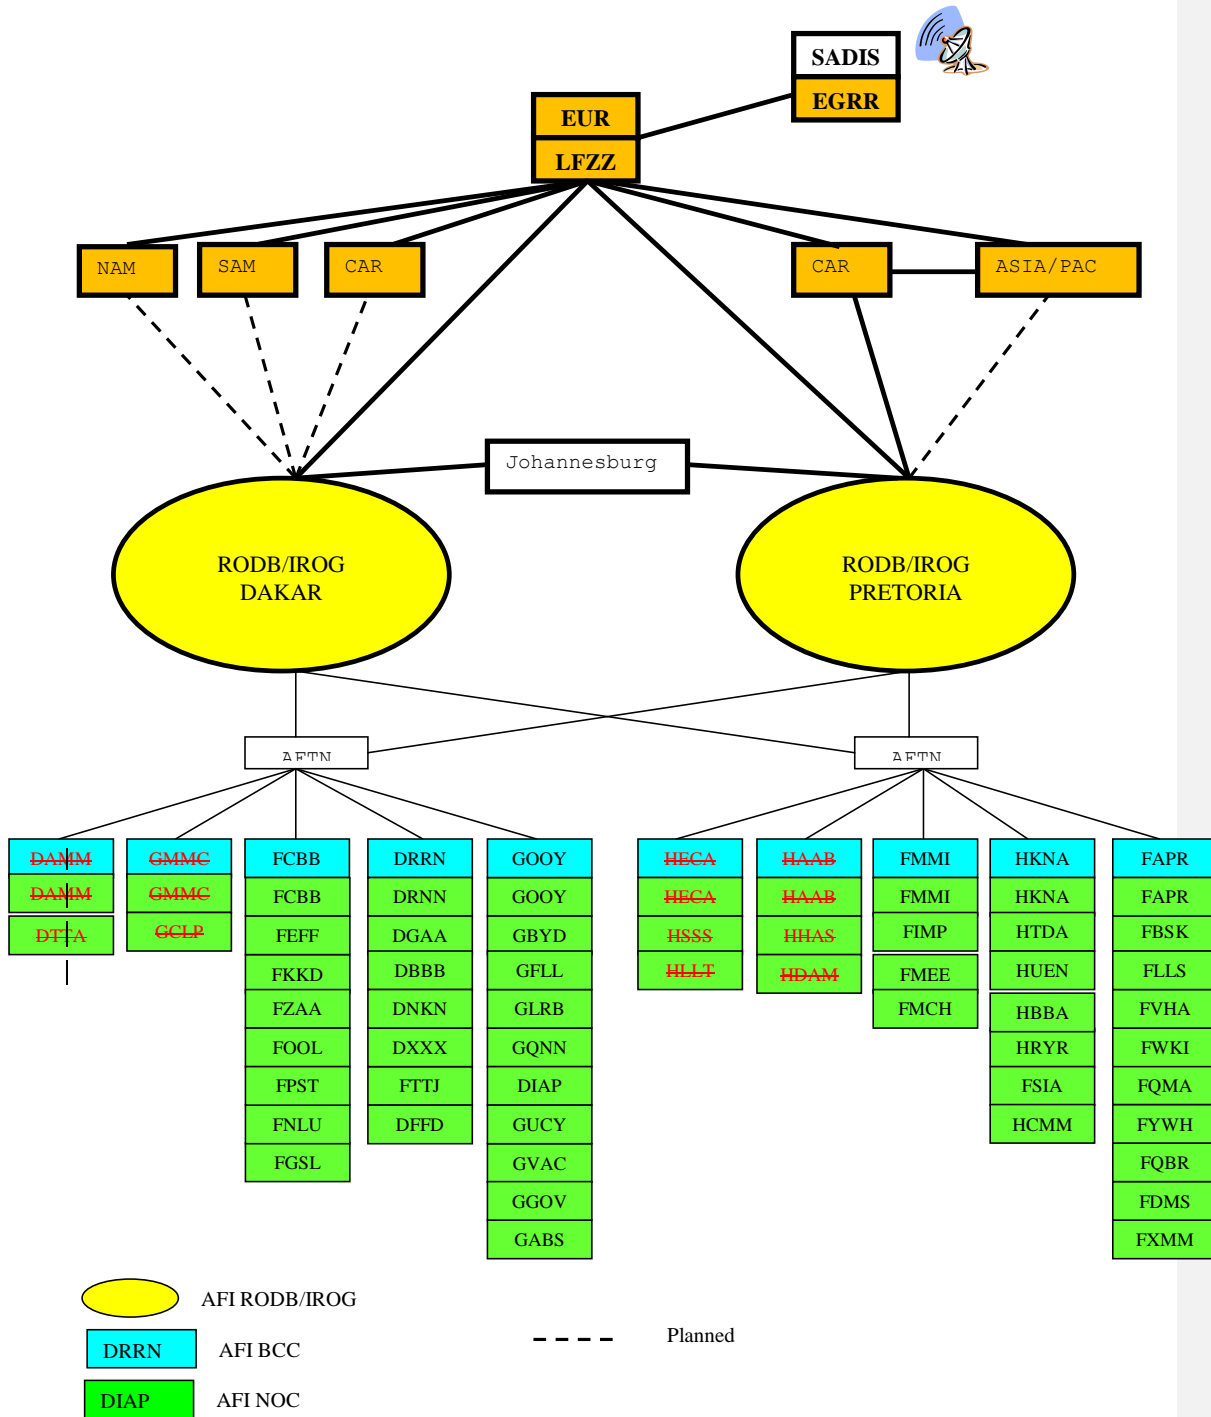 SADIS
EGRR
EUR
LFZZ
NAM
SAM
CAR
CAR
ASIA/PAC
Johannesburg
RODB/IROG
DAKAR
RODB/IROG
PRETORIA
AFTN
AFTN
DAMM
DAMM
DTTA
GMMC
GMMC
GCLP
FCBB
FCBB
FEFF
FKKD
FZAA
FOOL
FPST
FNLU
FGSL
DRRN
DRNN
DGAA
DBBB
DNKN
DXXX
FTTJ
DFFD
GOOY
GOOY
GBYD
GFLL
GLRB
GQNN
DIAP
GUCY
GVAC
GGOV
GABS
HECA
HECA
HSSS
HLLT
HAAB
HAAB
HHAS
HDAM
FMMI
FMMI
FIMP
FMEE
FMCH
HKNA
HKNA
HTDA
HUEN
HBBA
HRYR
FSIA
HCMM
FAPR
FAPR
FBSK
FLLS
FVHA
FWKI
FQMA
FYWH
FQBR
FDMS
FXMM
AFI RODB/IROG
DRRN AFI BCC
Planned
DIAP AFI NOC